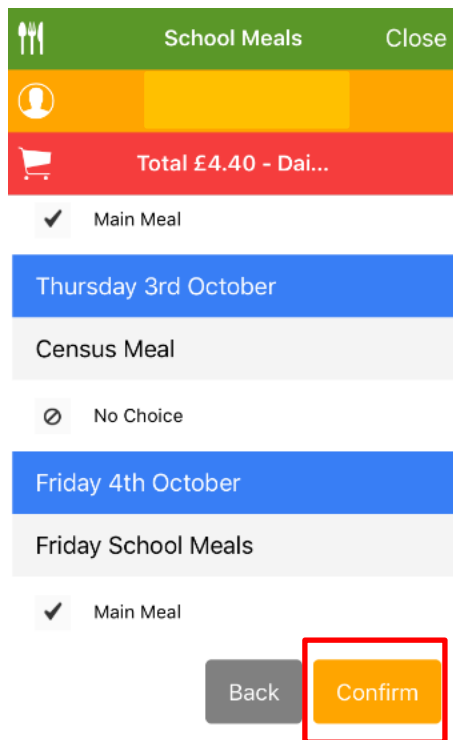 School Meals Close
Total £4.40 - Dai...
Main Meal
Thursday 3rd October
Census Meal
No Choice
Friday 4th October
Friday School Meals
Main Meal
Back Confirm